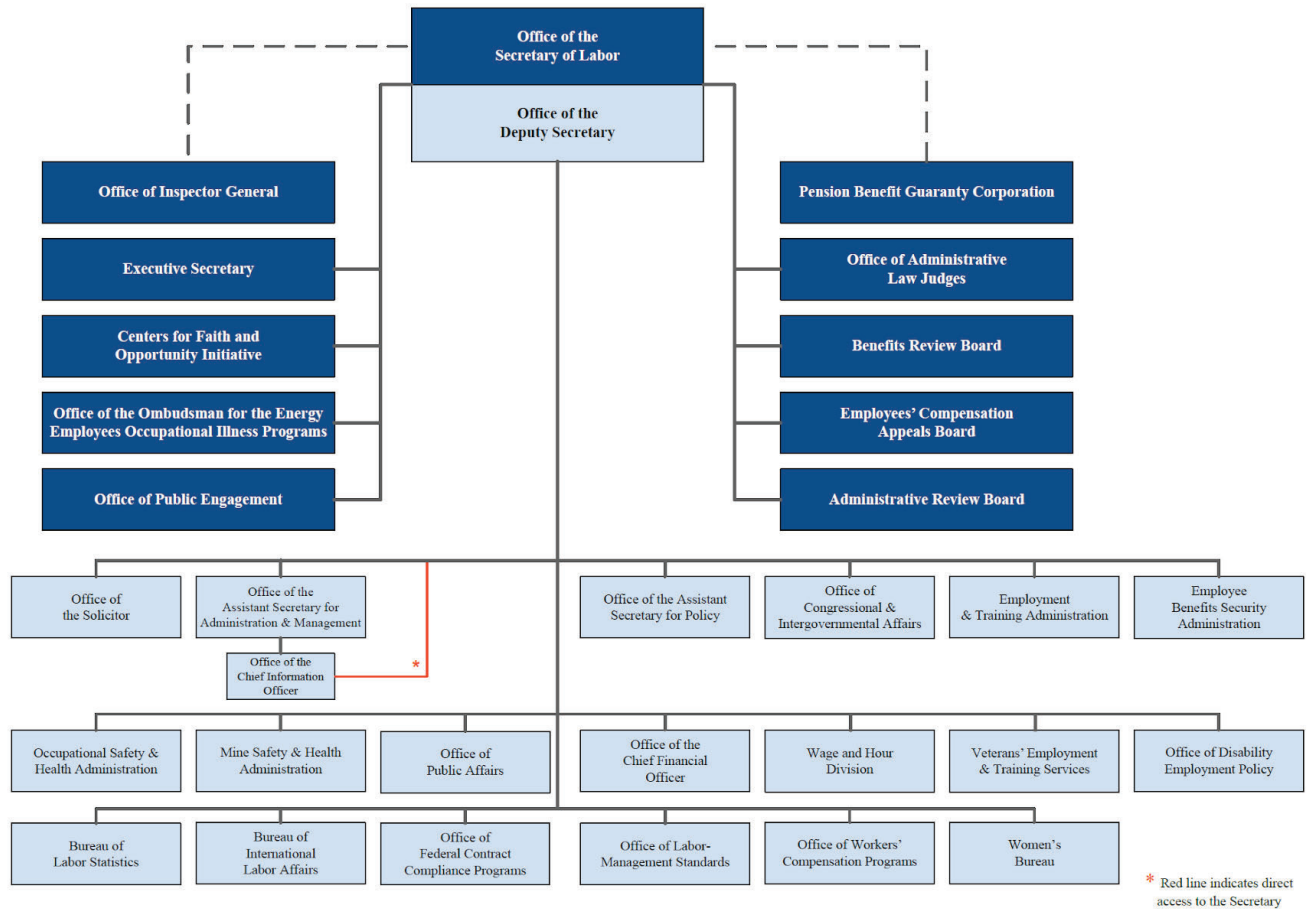 Office of the
Secretary of Labor
Office of the
Deputy Secretary
Office of Inspector General
Executive Secretary
Centers for Faith and
Opportunity Initiative
Office of the Ombudsman for the Energy
Employees Occupational Illness Programs
Office of Public Engagement
Pension Benefit Guaranty Corporation
Office of Administrative
Law Judges
Benefits Review Board
Employees’ Compensation
Appeals Board
Administrative Review Board
Office of
the Solicitor
Office of the
Assistant Secretary for
Administration & Management
Office of the
Chief Information
Officer
*
Office of the Assistant
Secretary for Policy
Office of
Congressional &
Intergovernmental Affairs
Employment
& Training Administration
Employee
Benefits Security
Administration
Occupational Safety &
Health Administration
Mine Safety & Health
Administration
Office of
Public Affairs
Office of the
Chief Financial
Officer
Wage and Hour
Division
Veterans’ Employment
& Training Services
Office of Disability
Employment Policy
Bureau of
Labor Statistics
Bureau of
International
Labor Affairs
Office of
Federal Contract
Compliance Programs
Office of Labor-
Management Standards
Office of Workers’
Compensation Programs
Women’s
Bureau
* Red line indicates direct
access to the Secretary